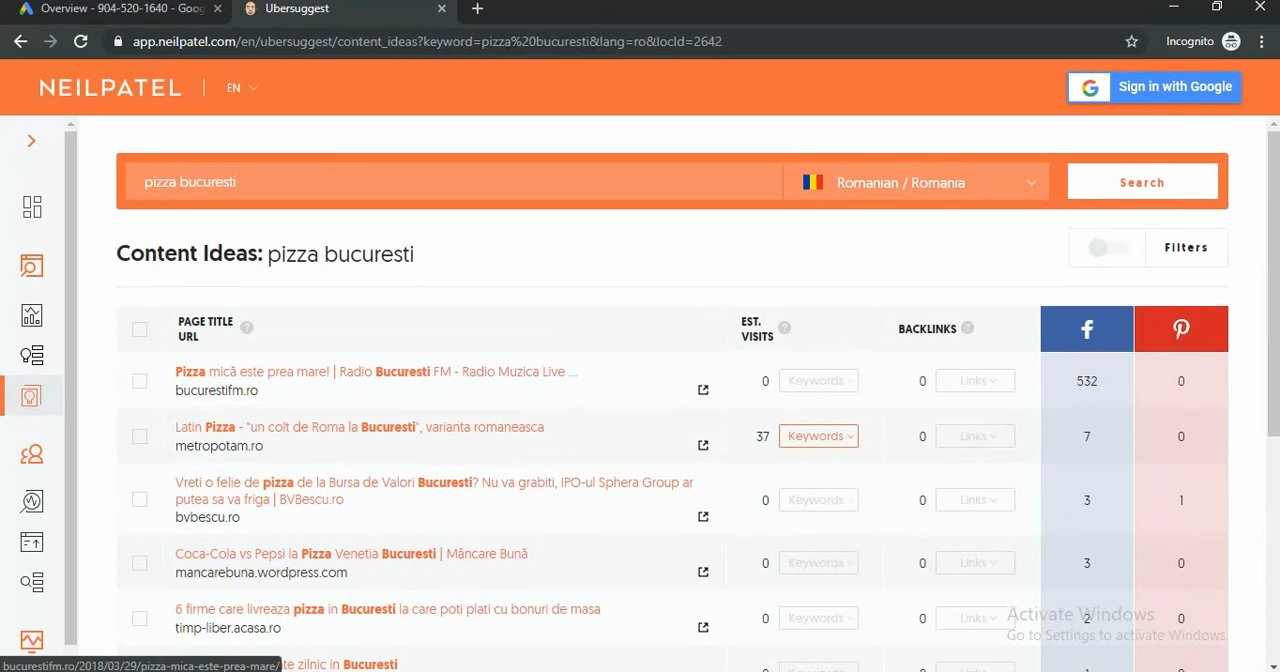 Overview - 904-520-1640 - Goog
Ubersuggest
app.neilpatel.com/en/ubersuggest/content_ideas?keyword=pizza%20bucuresti&lang=ro&locId=2642
Incognito
NEILPATEL
EN
Sign in with Google
pizza bucuresti
Romanian / Romania
Search
Content Ideas: pizza bucuresti
Filters
PAGE TITLE
URL
EST.
VISITS
BACKLINKS
Pizza mică este prea mare! | Radio Bucuresti FM - Radio Muzica Live ...
bucurestifm.ro
0 Keywords 0 Links 532 0
Latin Pizza - "un colt de Roma la Bucuresti", varianta romaneasca
metropotam.ro
37 Keywords 0 Links 7 0
Vreti o felie de pizza de la Bursa de Valori Bucuresti? Nu va grabiti, IPO-ul Sphera Group ar
putea sa va friga | BVBescu.ro
bvbescu.ro
0 Keywords 0 Links 3 1
Coca-Cola vs Pepsi la Pizza Venetia Bucuresti | Mâncare Bună
mancarebuna.wordpress.com
0 Keywords 0 Links 3 0
6 firme care livreaza pizza in Bucuresti la care poti plati cu bonuri de masa
timp-liber.acasa.ro
0 Keywords 0 Links 2 0
Activate Windows
Go to Settings to activate Windows.
bucurestifm.ro/2018/03/29/pizza-mica-este-prea-mare/
te zilnic in Bucuresti